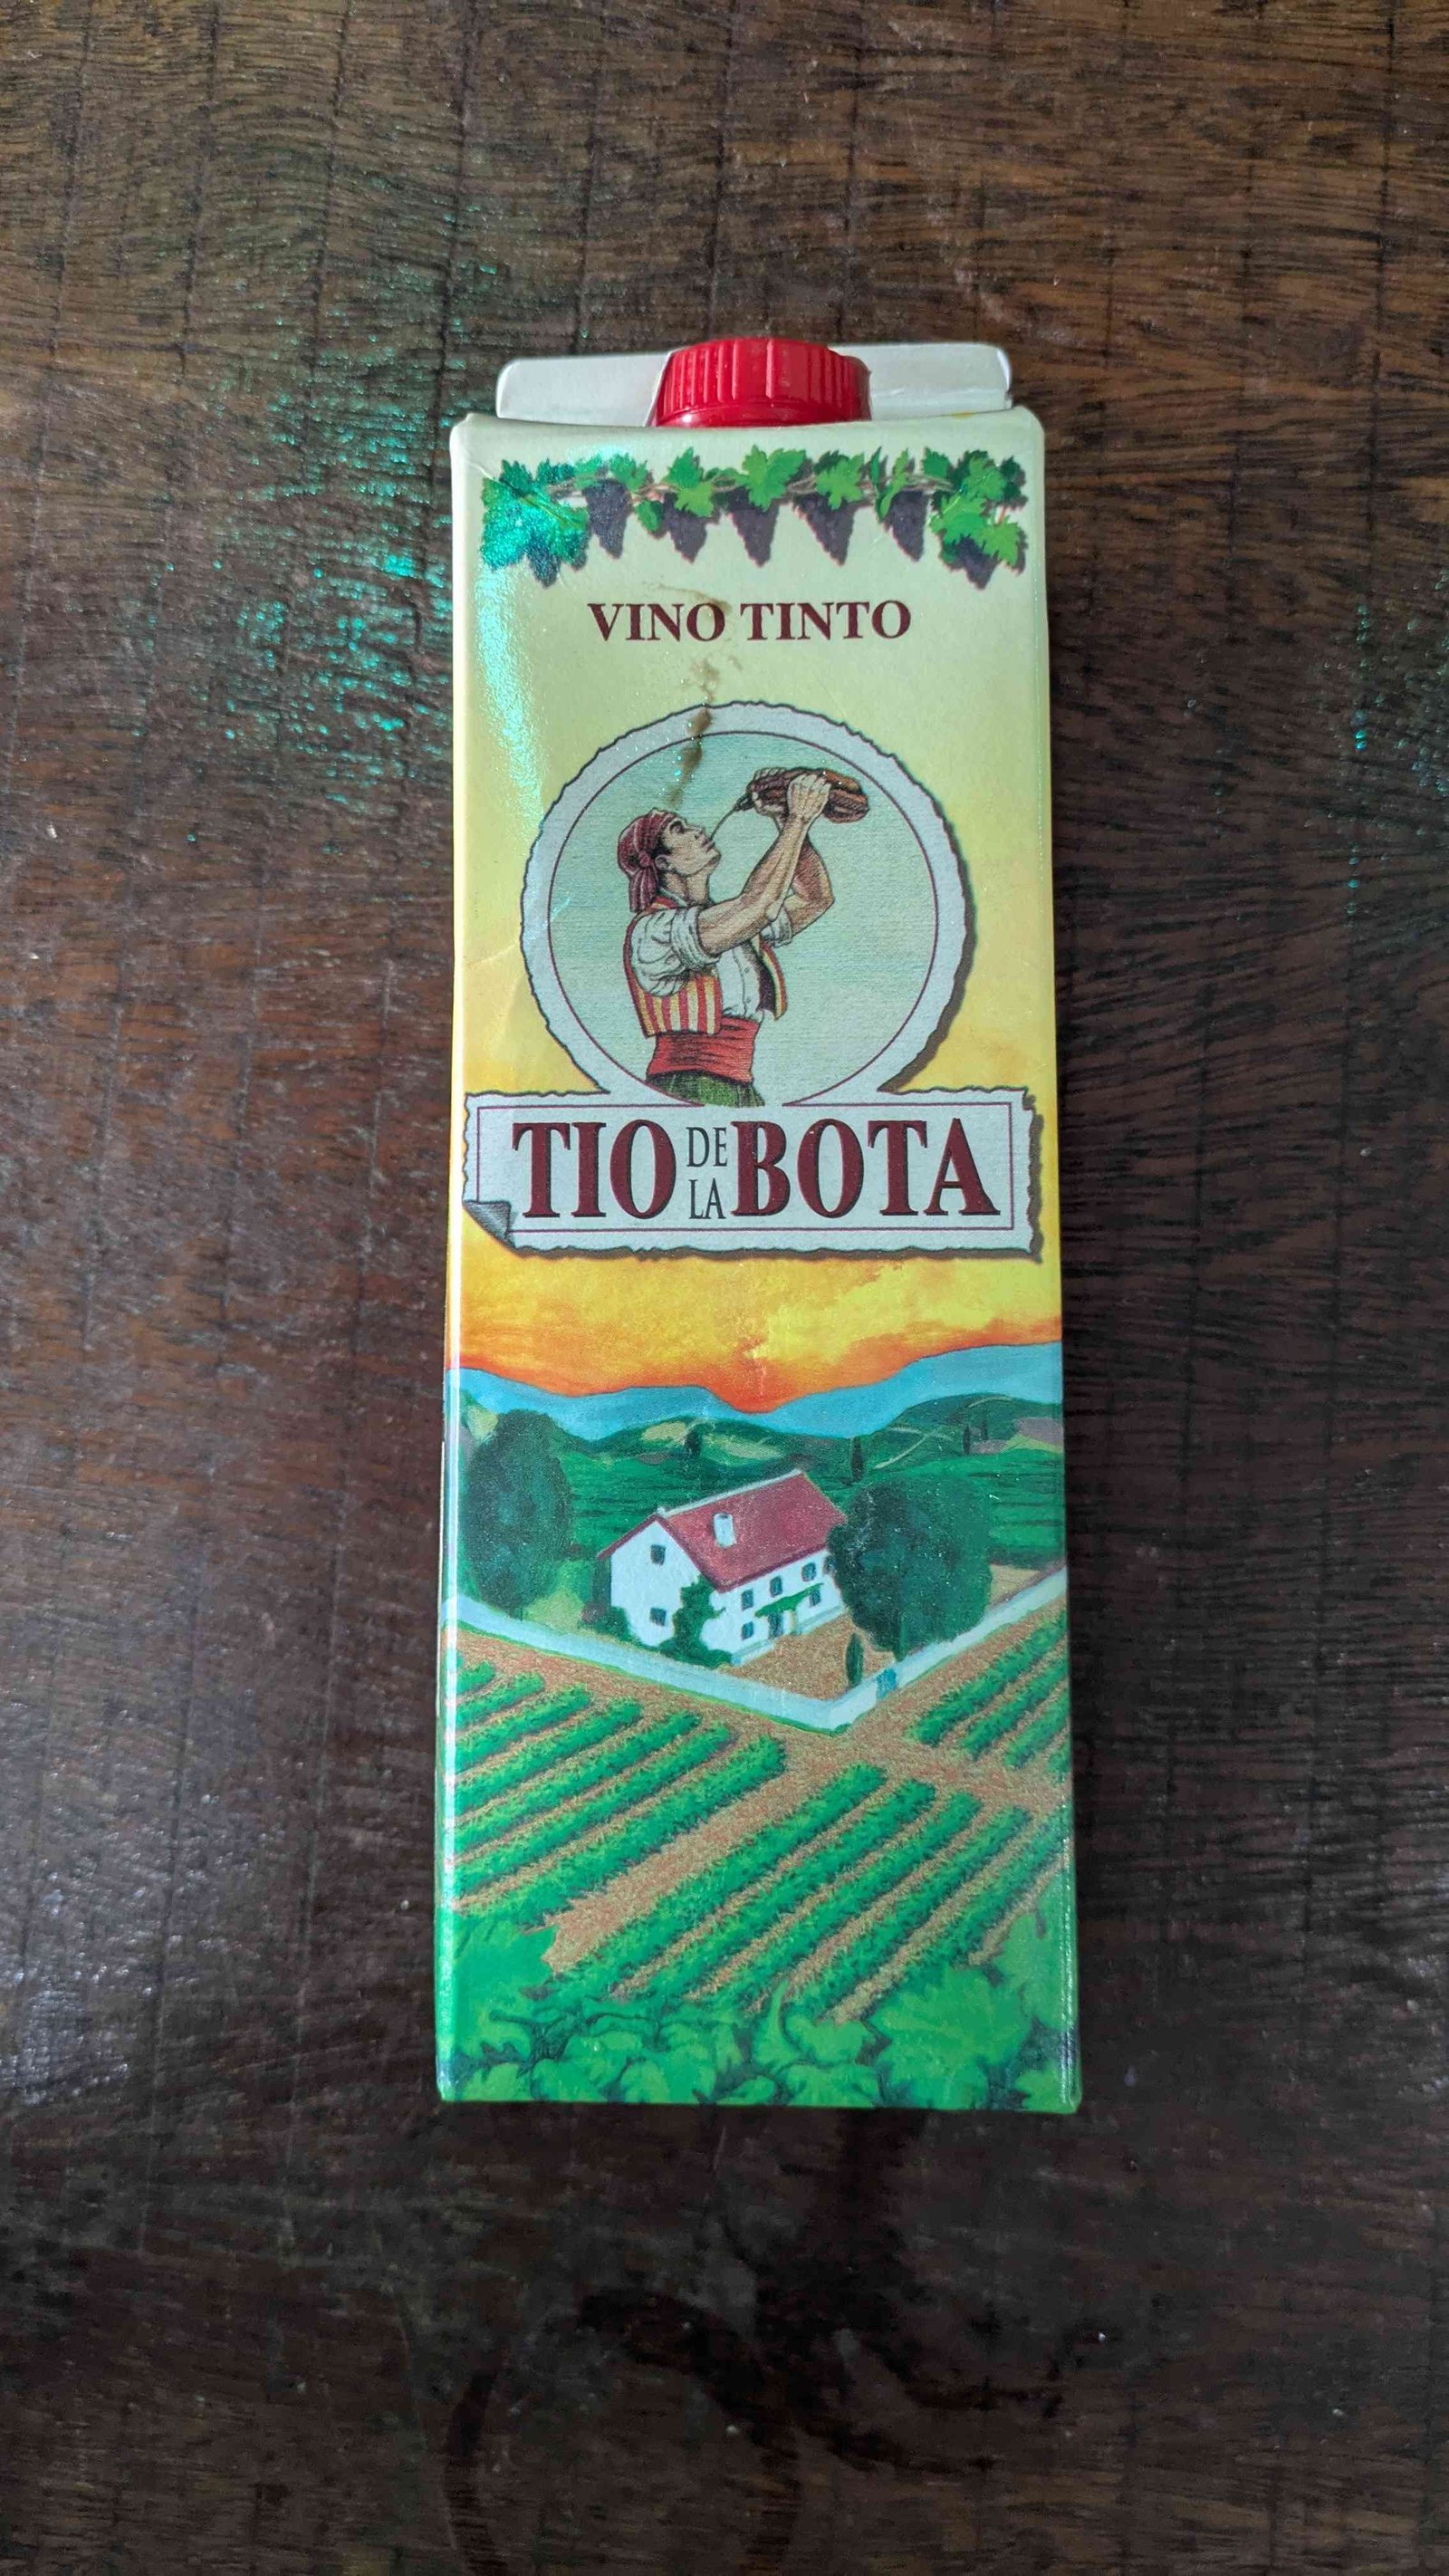 VINO TINTO
TIO DE LA BOTA